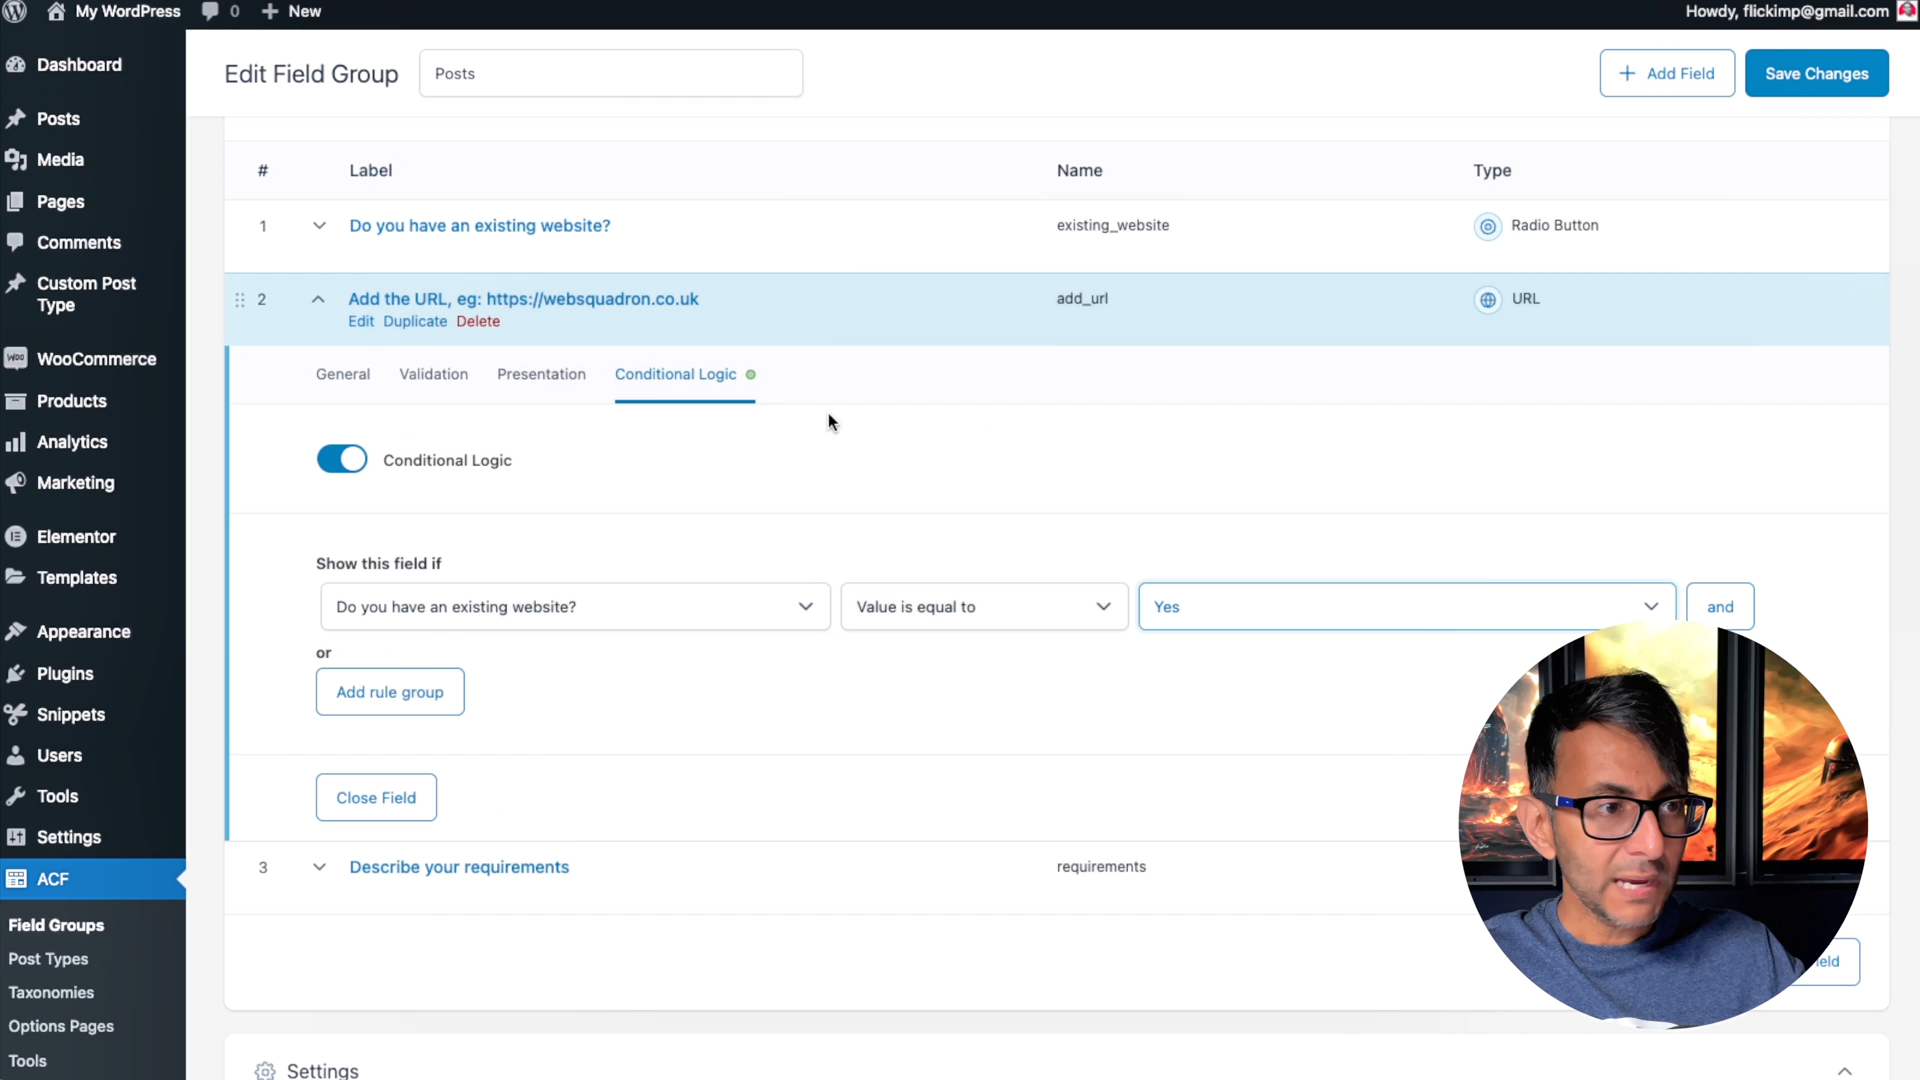 My WordPress 0 New Howdy, flickimp@gmail.com
Dashboard
Posts
Media
Pages
Comments
Custom Post
Type
WooCommerce
Products
Analytics
Marketing
Elementor
Templates
Appearance
Plugins
Snippets
Users
Tools
Settings
ACF
Field Groups
Post Types
Taxonomies
Options Pages
Tools
Edit Field Group Posts + Add Field Save Changes
# Label Name Type
1 Do you have an existing website? existing_website Radio Button
2 Add the URL, eg: https://websquadron.co.uk add_url URL
Edit Duplicate Delete
General Validation Presentation Conditional Logic
Conditional Logic
Show this field if
Do you have an existing website? Value is equal to Yes and
or
Add rule group
Close Field
3 Describe your requirements requirements
Settings